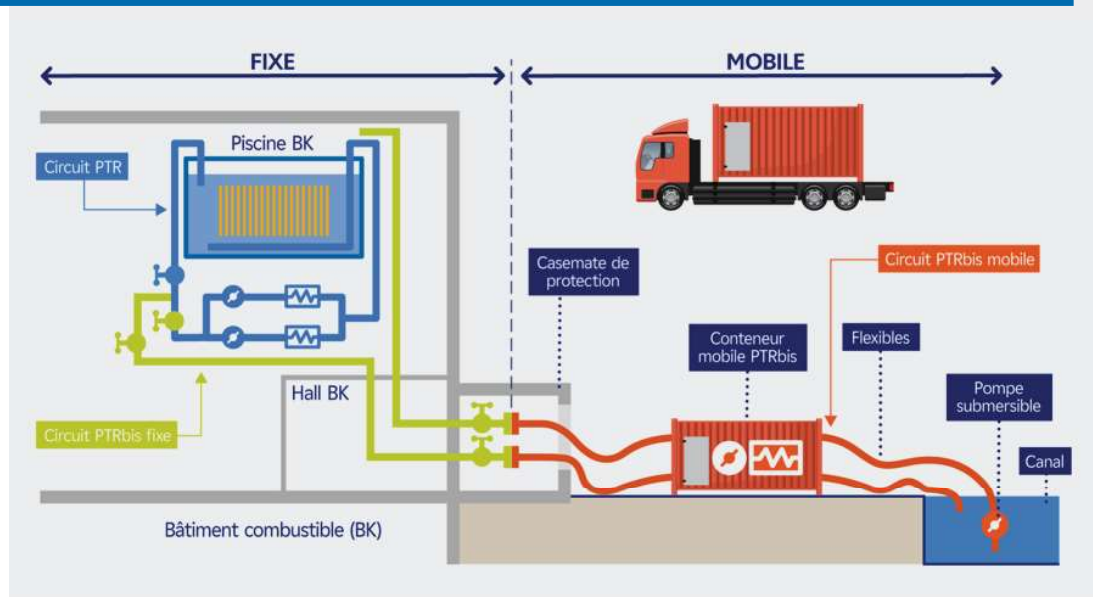 FIXE
MOBILE
Piscine BK
Circuit PTR
Casemate de
protection
Circuit PTRbis mobile
Conteneur
mobile PTRbis
Flexibles
Hall BK
Pompe
submersible
Circuit PTRbis fixe
Canal
Bâtiment combustible (BK)